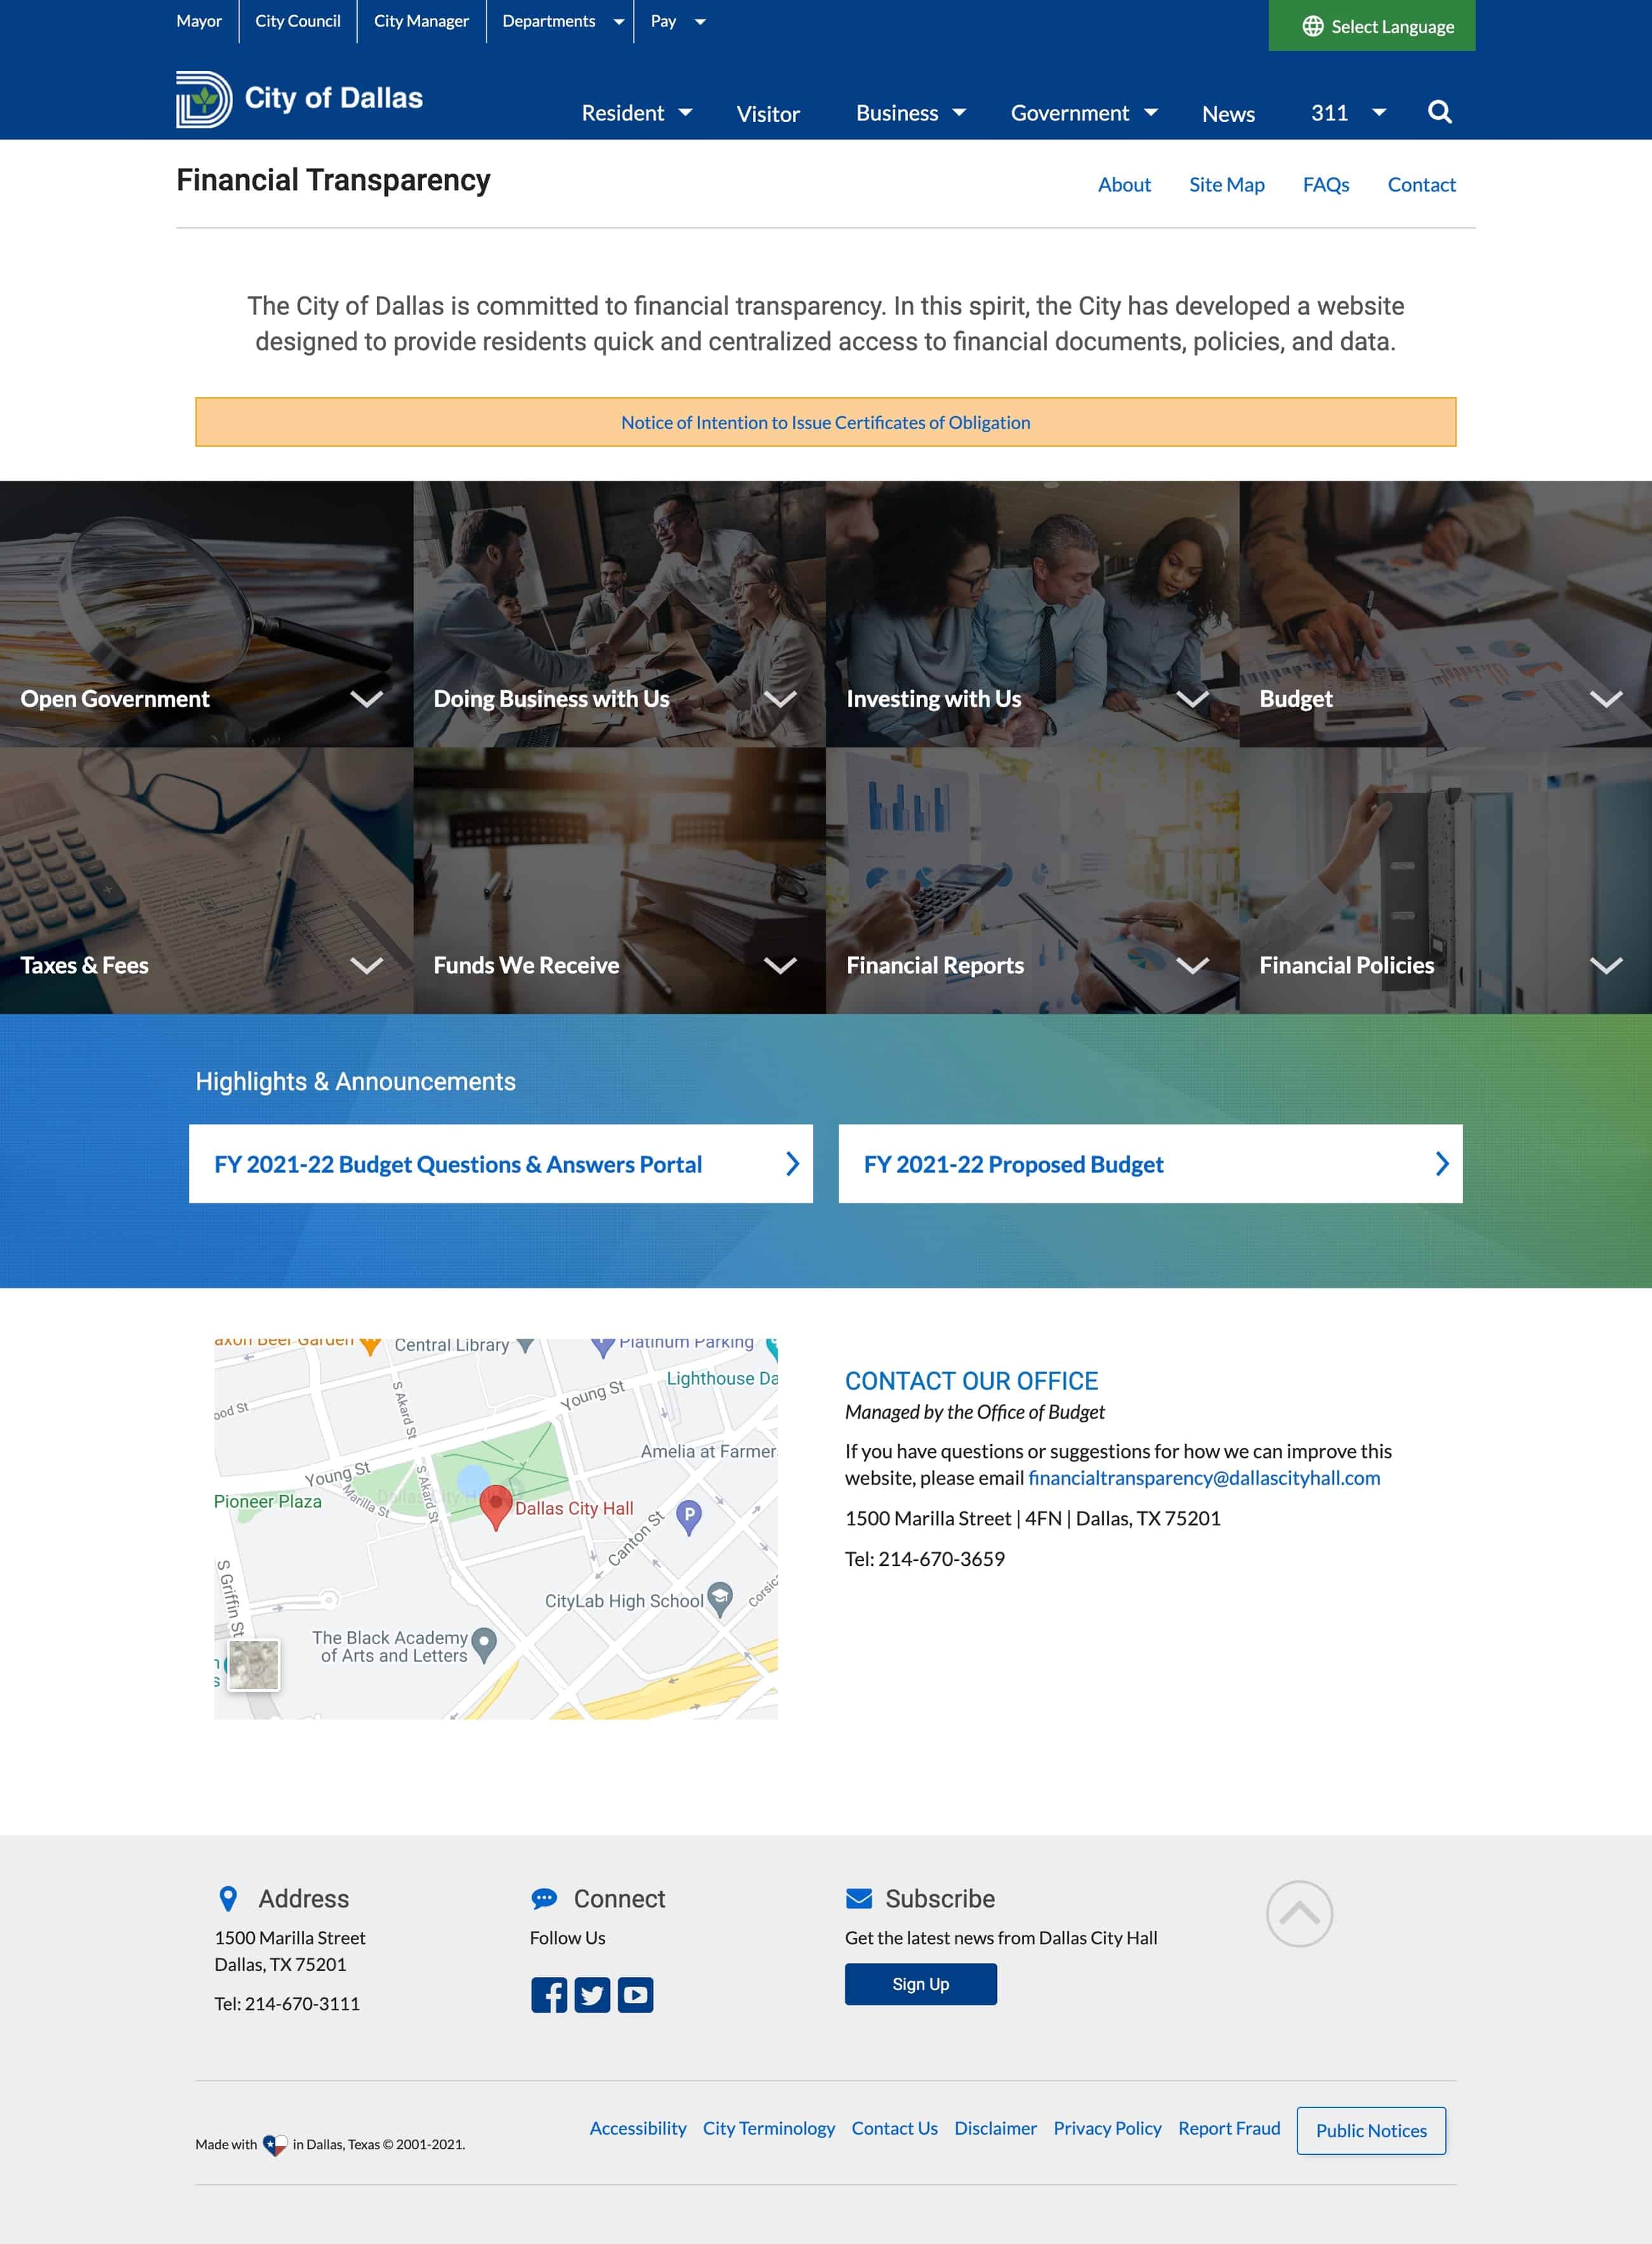 Mayor
City Council
City Manager
Departments
Pay
Select Language
City of Dallas
Resident
Visitor
Business
Government
News
311
Financial Transparency
About
Site Map
FAQs
Contact
The City of Dallas is committed to financial transparency. In this spirit, the City has developed a website
designed to provide residents quick and centralized access to financial documents, policies, and data.
Notice of Intention to Issue Certificates of Obligation
Open Government
Doing Business with Us
Investing with Us
Budget
Taxes & Fees
Funds We Receive
Financial Reports
Financial Policies
Highlights & Announcements
FY 2021-22 Budget Questions & Answers Portal
FY 2021-22 Proposed Budget
axon Beer Garden
Central Library
Platinum Parking
Lighthouse Da
Young St
S Akard St
ood St
Amelia at Farmer
Young St
S Akard St
Marilla St
Pioneer Plaza
Dallas City Hall
Dallas City Hall
P
Canton St
S Griffin St
CityLab High School
Corsic
The Black Academy
of Arts and Letters
CONTACT OUR OFFICE
Managed by the Office of Budget
If you have questions or suggestions for how we can improve this
website, please email financialtransparency@dallascityhall.com
1500 Marilla Street | 4FN | Dallas, TX 75201
Tel: 214-670-3659
Address
1500 Marilla Street
Dallas, TX 75201
Tel: 214-670-3111
Connect
Follow Us
Subscribe
Get the latest news from Dallas City Hall
Sign Up
Made with in Dallas, Texas © 2001-2021.
Accessibility
City Terminology
Contact Us
Disclaimer
Privacy Policy
Report Fraud
Public Notices